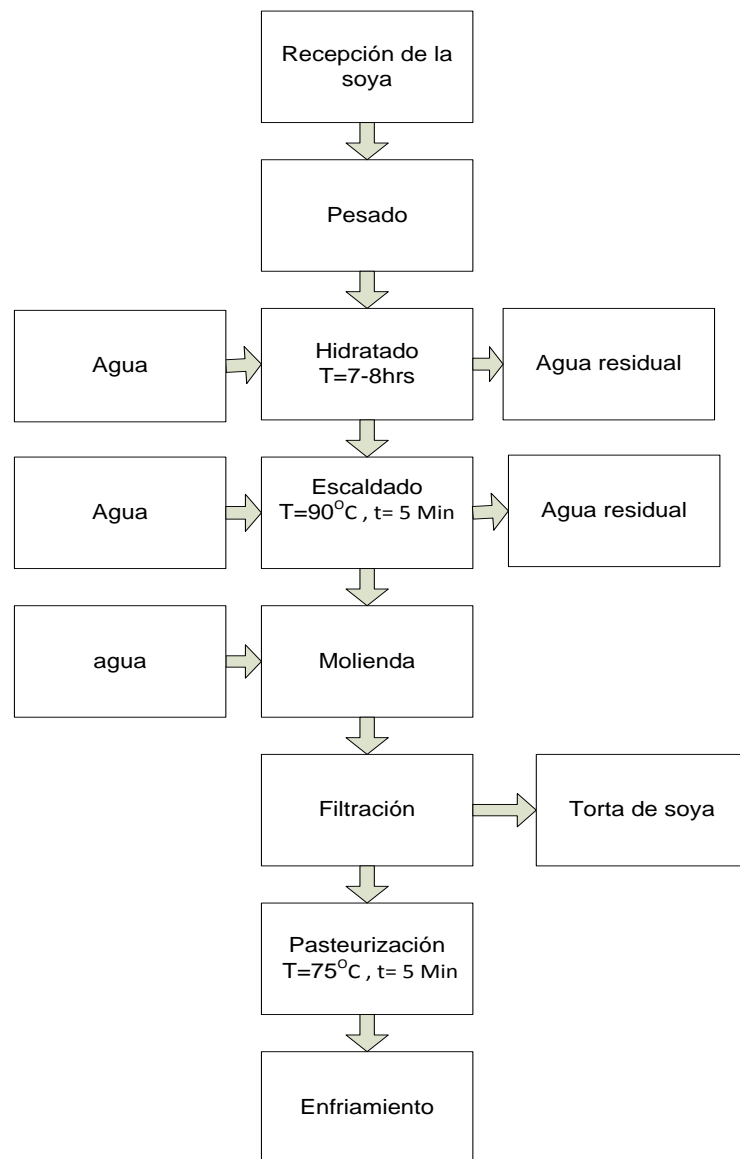 Recepción de la
soya
Pesado
Agua
Hidratado
T=7-8hrs
Agua residual
Agua
Escaldado
T=90°C , t= 5 Min
Agua residual
agua
Molienda
Filtración
Torta de soya
Pasteurización
T=75°C , t= 5 Min
Enfriamiento